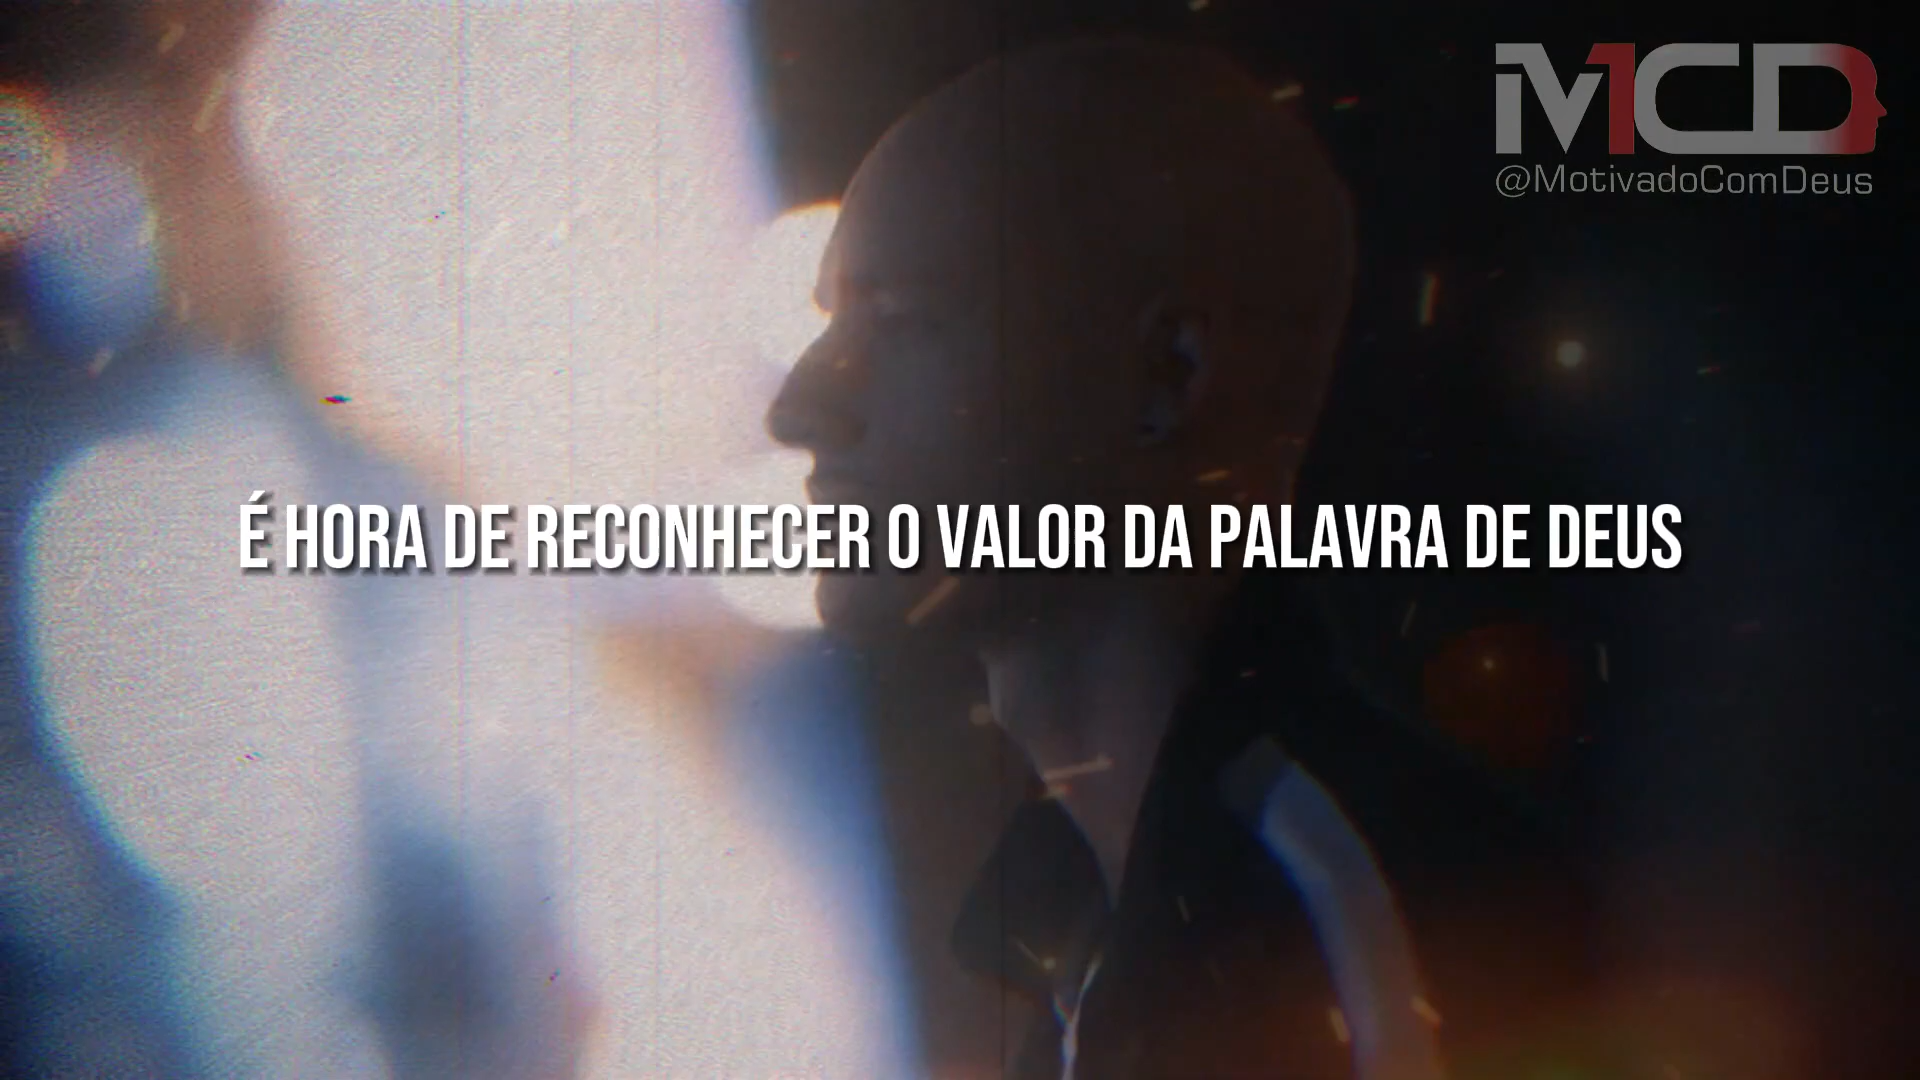 MCD
@MotivadoComDeus
É HORA DE RECONHECER O VALOR DA PALAVRA DE DEUS